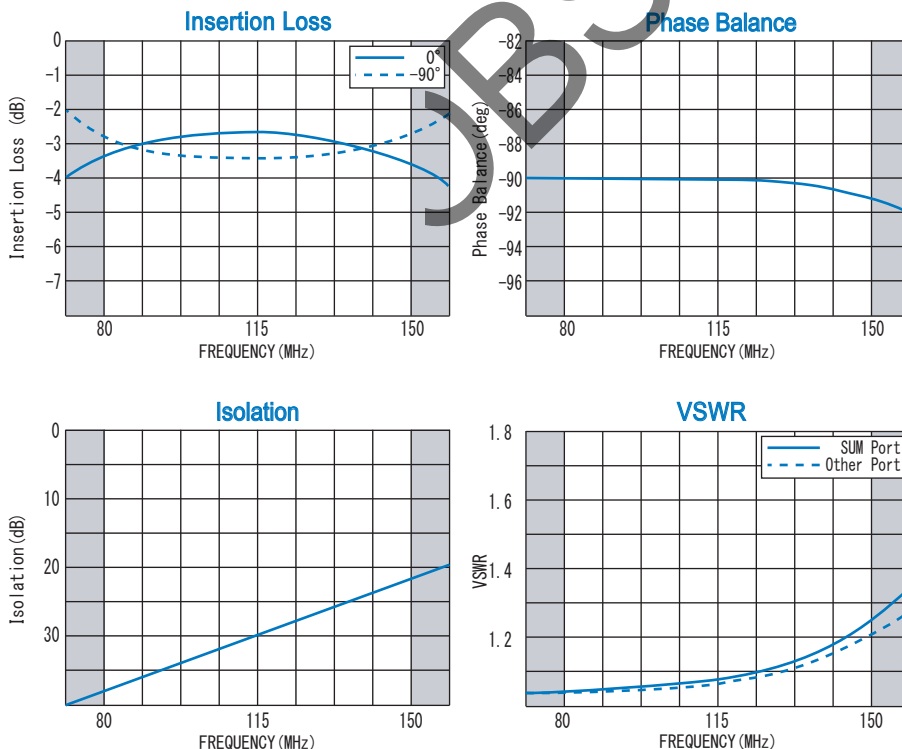 Insertion Loss
0
-1
-2
-3
-4
-5
-6
-7
Insertion Loss (dB)
0°
-90°
80
115
150
FREQUENCY(MHz)
Phase Balance
-82
-84
-86
-88
-90
-92
-94
-96
Phase Balance(deg)
80
115
150
FREQUENCY(MHz)
Isolation
0
10
20
30
Isolation(dB)
80
115
150
FREQUENCY(MHz)
VSWR
1.8
1.6
1.4
1.2
VSWR
SUM Port
Other Port
80
115
150
FREQUENCY(MHz)